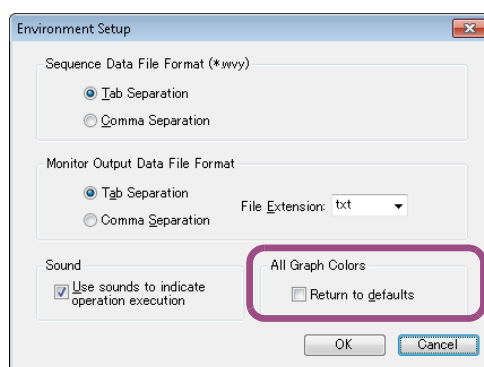 Environment Setup
Sequence Data File Format (*.wvy)
Tab Separation
Comma Separation
Monitor Output Data File Format
Tab Separation
Comma Separation
File Extension: txt
Sound
Use sounds to indicate
operation execution
All Graph Colors
Return to defaults
OK
Cancel